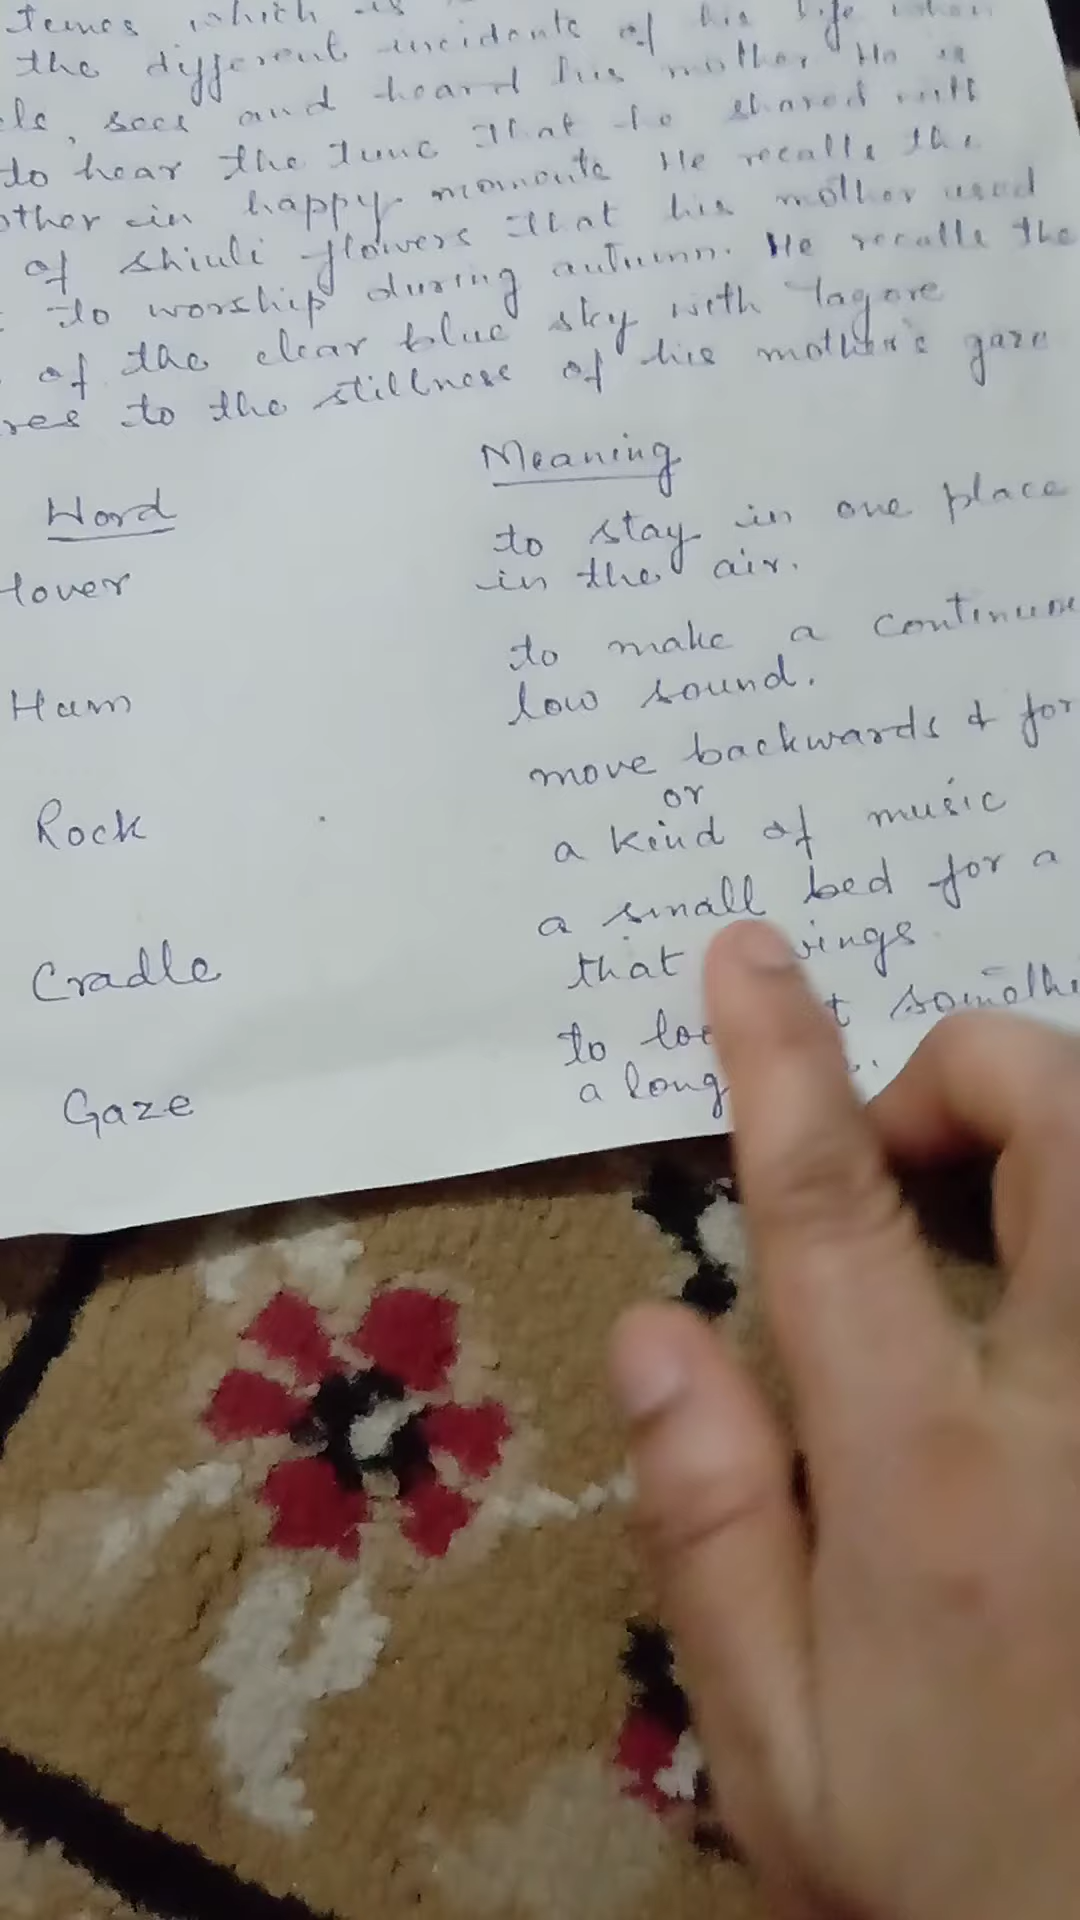 the different incidents of his life when
sees and heard his mother He is
to hear the tune that he shared with
other in happy moments He recalls the
of shiuli flowers that his mother used
to worship during autumn. He recalls the
of the clear blue sky with Tagore
res to the stillness of his mother's gaze
Word Meaning
Hover to stay in one place
in the air.
Hum to make a
low sound.
Rock move backwards & for
or
a kind of music
Cradle a small bed for a
that
Gaze to at
a long